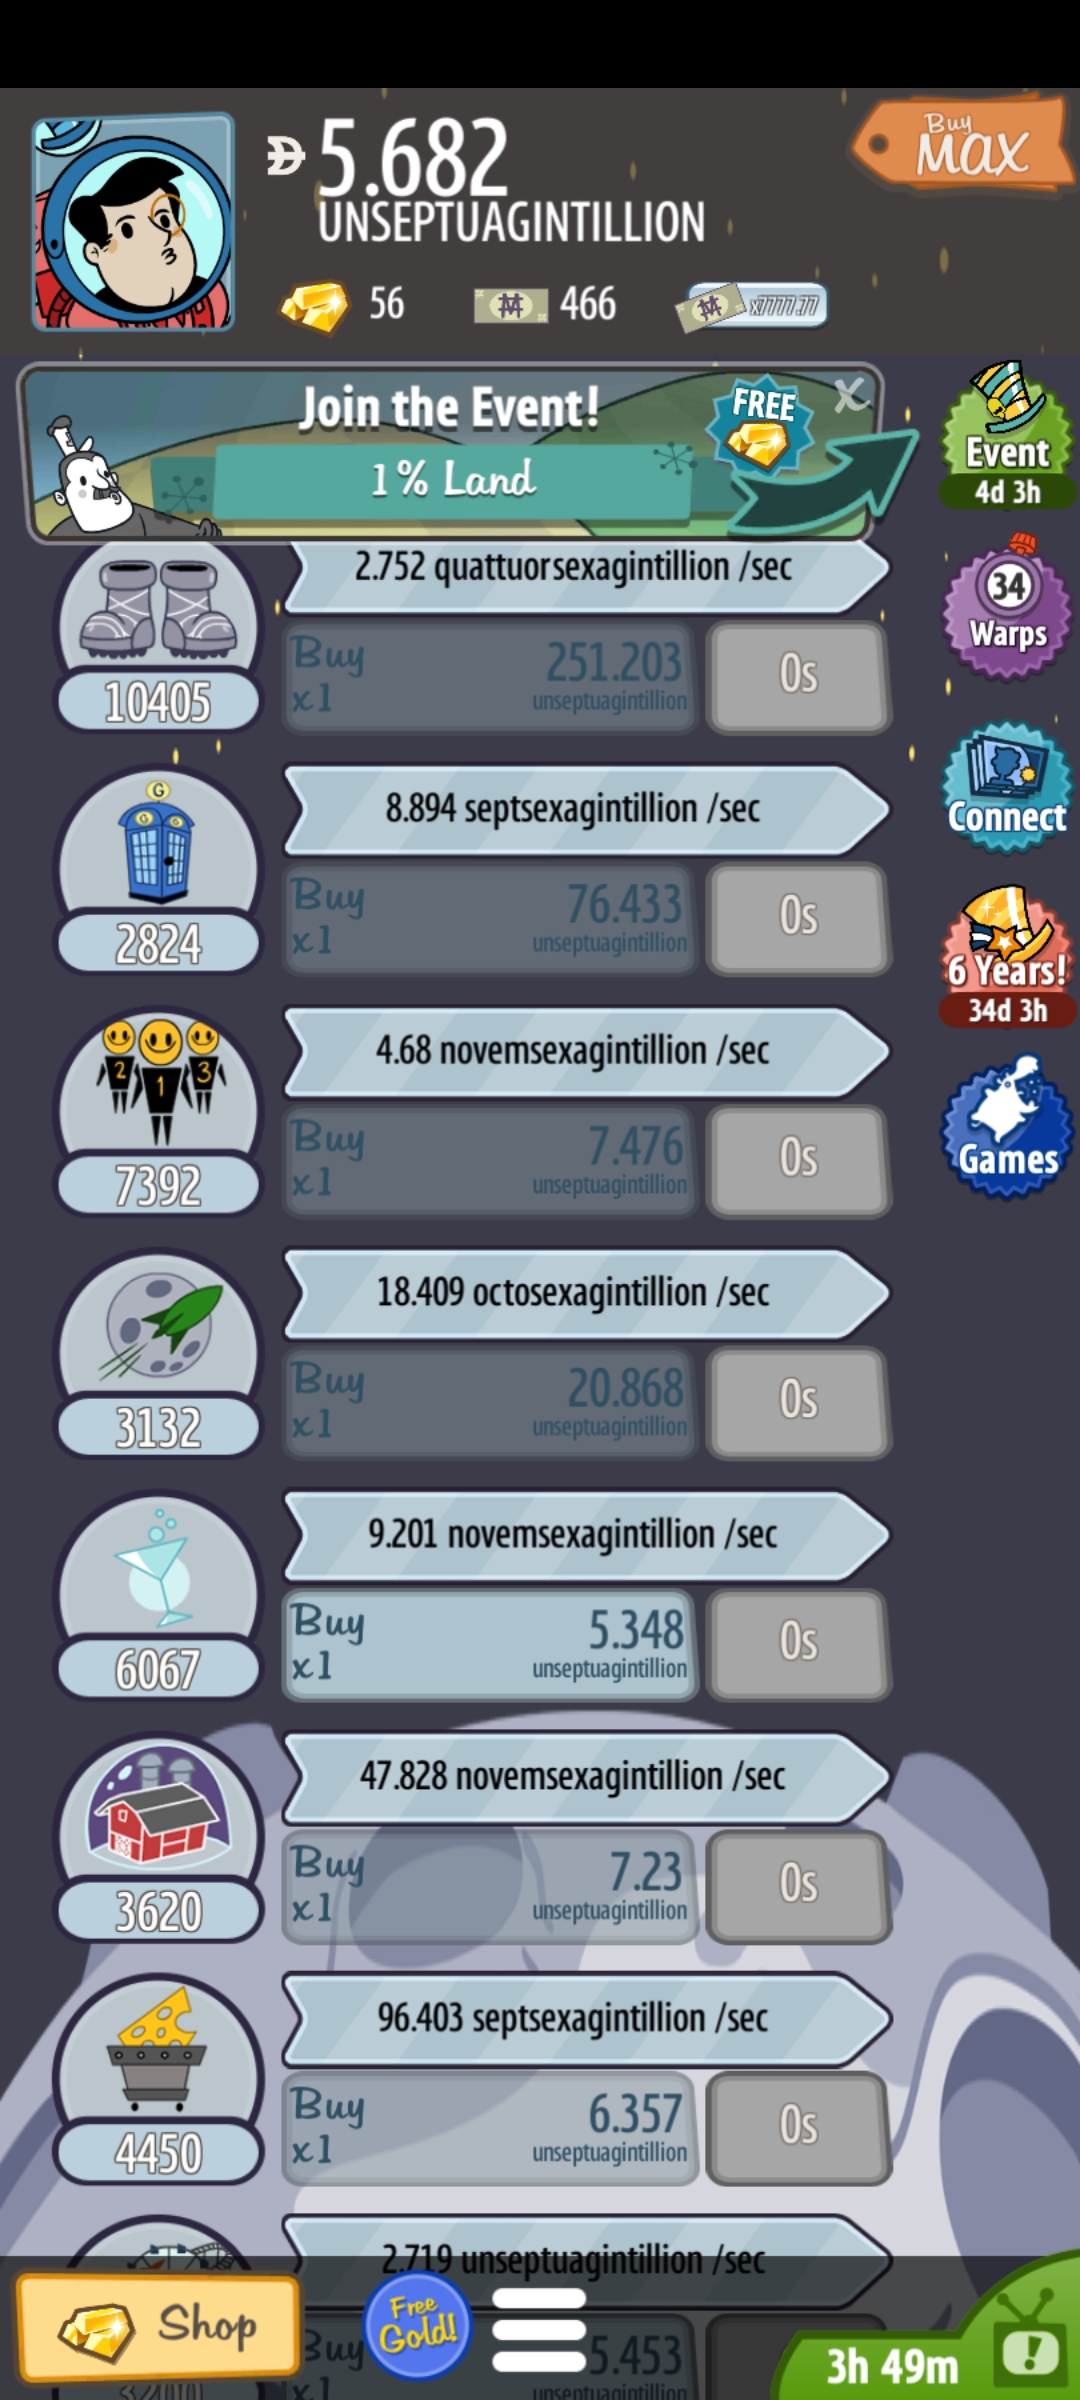 5.682
UNSEPTUAGINTILLION
Buy
MAX
56
466
x7777.77
Join the Event!
1% Land
FREE
X
Event
4d 3h
2.752 quattuorsexagintillion /sec
Buy
x1
251.203
unseptuagintillion
0s
10405
34
Warps
8.894 septsexagintillion /sec
Buy
x1
76.433
unseptuagintillion
0s
G
G
G
2824
Connect
6 Years!
34d 3h
4.68 novemsexagintillion /sec
Buy
x1
7.476
unseptuagintillion
0s
2
1
3
7392
Games
18.409 octosexagintillion /sec
Buy
x1
20.868
unseptuagintillion
0s
3132
9.201 novemsexagintillion /sec
Buy
x1
5.348
unseptuagintillion
0s
6067
47.828 novemsexagintillion /sec
Buy
x1
7.23
unseptuagintillion
0s
3620
96.403 septsexagintillion /sec
Buy
x1
6.357
unseptuagintillion
0s
4450
2.719 unseptuagintillion /sec
Shop
Free
Gold!
Buy
x1
5.453
unseptuagintillion
3h 49m
!